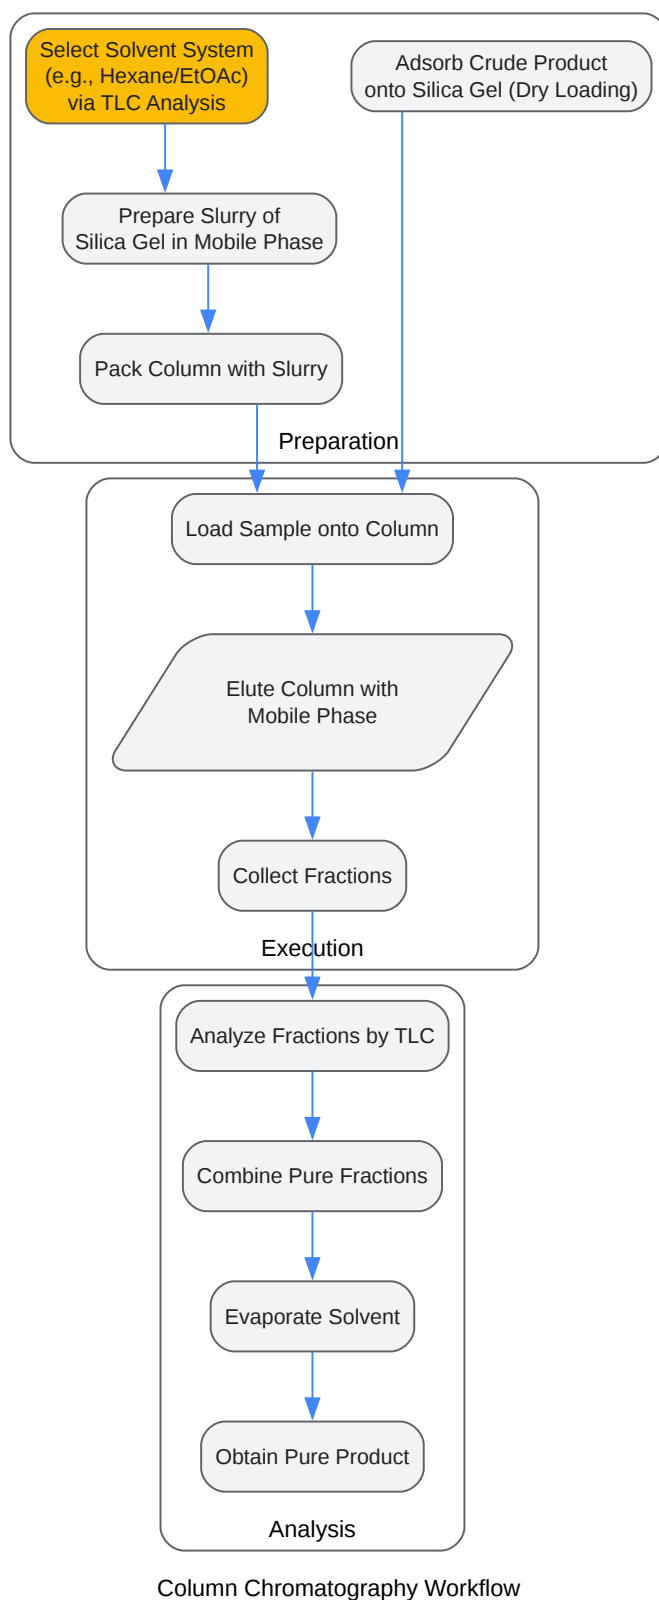 Select Solvent System
(e.g., Hexane/EtOAc)
via TLC Analysis
Adsorb Crude Product
onto Silica Gel (Dry Loading)
Prepare Slurry of
Silica Gel in Mobile Phase
Pack Column with Slurry
Preparation
Load Sample onto Column
Elute Column with
Mobile Phase
Collect Fractions
Execution
Analyze Fractions by TLC
Combine Pure Fractions
Evaporate Solvent
Obtain Pure Product
Analysis
Column Chromatography Workflow